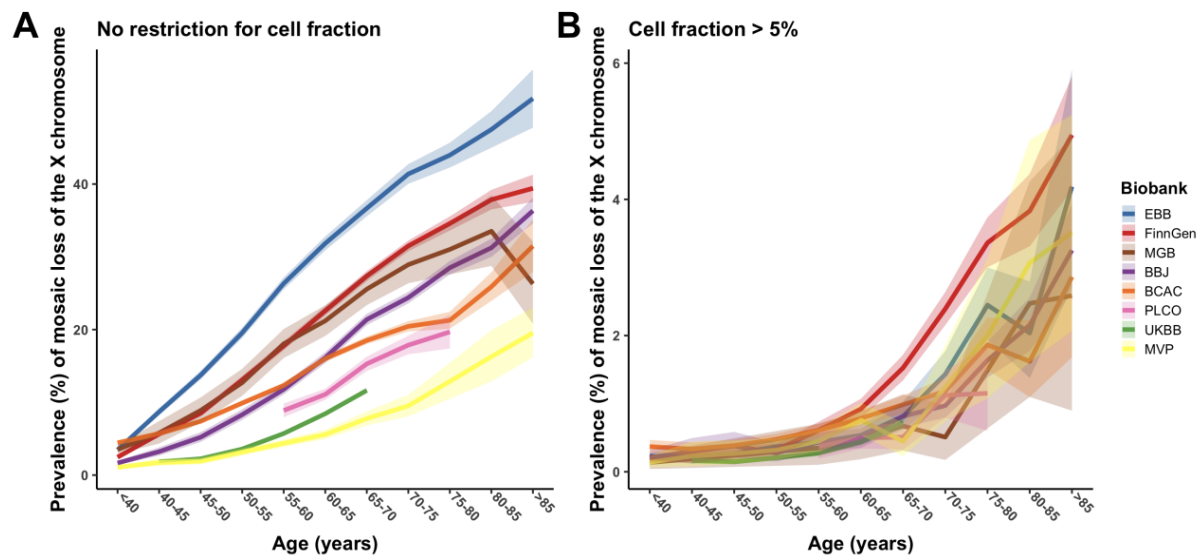 A No restriction for cell fraction
Prevalence (%) of mosaic loss of the X chromosome
40
20
0
<40
40-45
45-50
50-55
55-60
60-65
65-70
70-75
75-80
80-85
>85
Age (years)
B Cell fraction > 5%
Prevalence (%) of mosaic loss of the X chromosome
6
4
2
0
<40
40-45
45-50
50-55
55-60
60-65
65-70
70-75
75-80
80-85
>85
Age (years)
Biobank
EBB
FinnGen
MGB
BBJ
BCAC
PLCO
UKBB
MVP